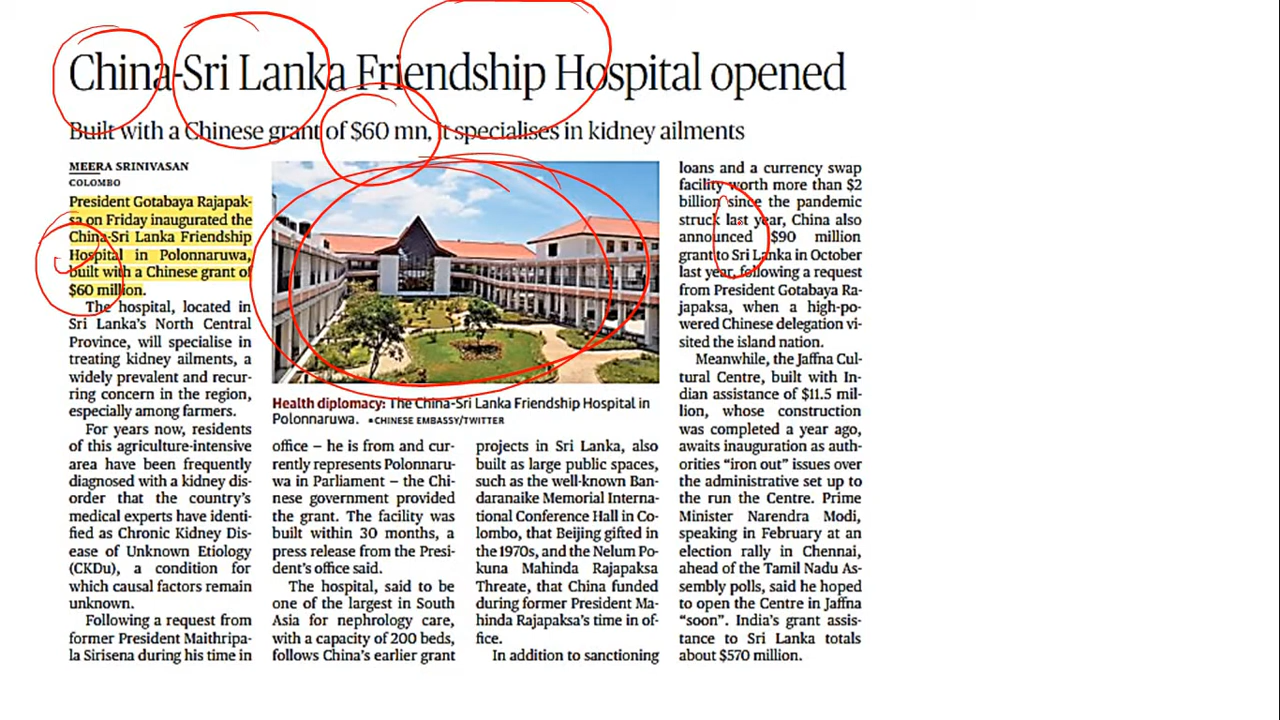 China-Sri Lanka Friendship Hospital opened
Built with a Chinese grant of $60 mn, it specialises in kidney ailments
MEERA SRINIVASAN
COLOMBO
President Gotabaya Rajapak-
sa on Friday inaugurated the
China-Sri Lanka Friendship
Hospital in Polonnaruwa,
built with a Chinese grant of
$60 million.
The hospital, located in
Sri Lanka's North Central
Province, will specialise in
treating kidney ailments, a
widely prevalent and recur-
ring concern in the region,
especially among farmers.
For years now, residents
of this agriculture-intensive
area have been frequently
diagnosed with a kidney dis-
order that the country's
medical experts have identi-
fied as Chronic Kidney Dis-
ease of Unknown Etiology
(CKDu), a condition for
which causal factors remain
unknown.
Following a request from
former President Maithripa-
la Sirisena during his time in
Health diplomacy: The China-Sri Lanka Friendship Hospital in
Polonnaruwa. •CHINESE EMBASSY/TWITTER
office – he is from and cur-
rently represents Polonnaru-
wa in Parliament – the Chi-
nese government provided
the grant. The facility was
built within 30 months, a
press release from the Presi-
dent's office said.
The hospital, said to be
one of the largest in South
Asia for nephrology care,
with a capacity of 200 beds,
follows China's earlier grant
projects in Sri Lanka, also
built as large public spaces,
such as the well-known Ban-
daranaike Memorial Interna-
tional Conference Hall in Co-
lombo, that Beijing gifted in
the 1970s, and the Nelum Po-
kuna Mahinda Rajapaksa
Threate, that China funded
during former President Ma-
hinda Rajapaksa's time in of-
fice.
In addition to sanctioning
loans and a currency swap
facility worth more than $2
billion since the pandemic
struck last year, China also
announced $90 million
grant to Sri Lanka in October
last year, following a request
from President Gotabaya Ra-
japaksa, when a high-po-
wered Chinese delegation vi-
sited the island nation.
Meanwhile, the Jaffna Cul-
tural Centre, built with In-
dian assistance of $11.5 mil-
lion, whose construction
was completed a year ago,
awaits inauguration as auth-
orities "iron out" issues over
the administrative set up to
the run the Centre. Prime
Minister Narendra Modi,
speaking in February at an
election rally in Chennai,
ahead of the Tamil Nadu As-
sembly polls, said he hoped
to open the Centre in Jaffna
"soon". India's grant assis-
tance to Sri Lanka totals
about $570 million.